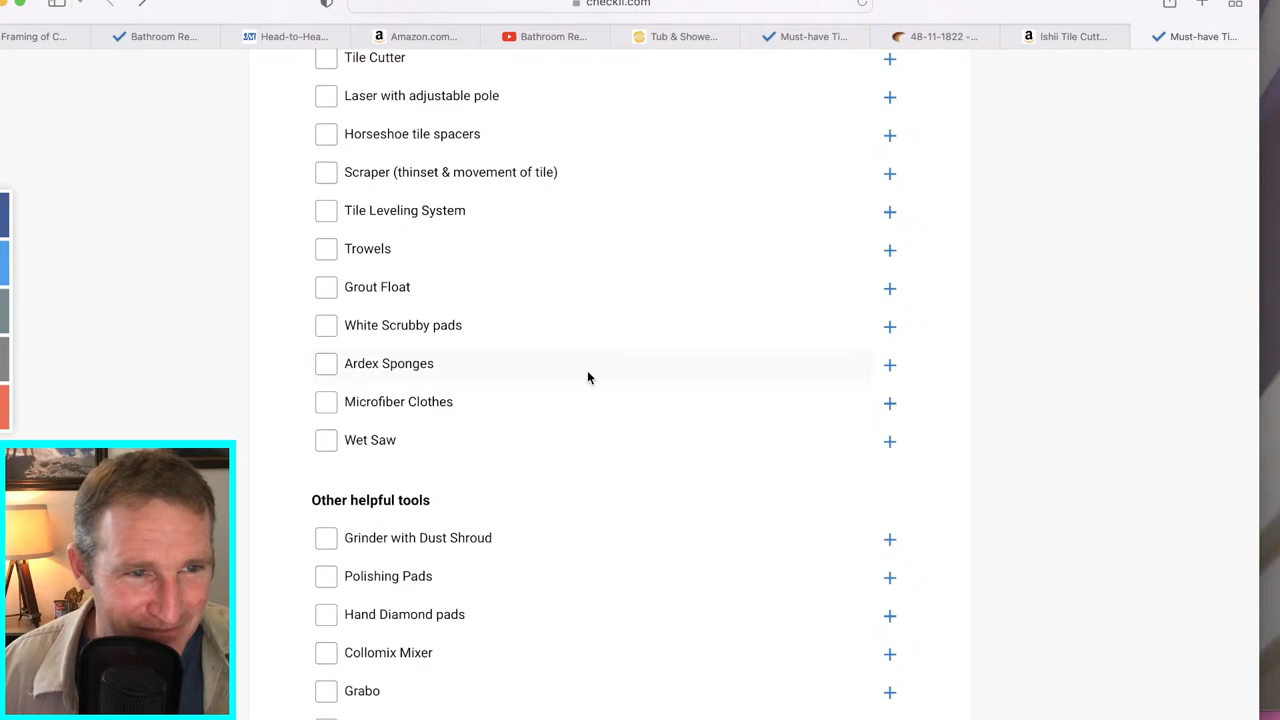 checkli.com
Framing of C...
Bathroom Re...
Head-to-Hea...
Amazon.com...
Bathroom Re...
Tub & Showe...
Must-have Ti...
48-11-1822 -...
Ishii Tile Cutt...
Must-have Ti...
Tile Cutter
Laser with adjustable pole
Horseshoe tile spacers
Scraper (thinset & movement of tile)
Tile Leveling System
Trowels
Grout Float
White Scrubby pads
Ardex Sponges
Microfiber Clothes
Wet Saw
Other helpful tools
Grinder with Dust Shroud
Polishing Pads
Hand Diamond pads
Collomix Mixer
Grabo